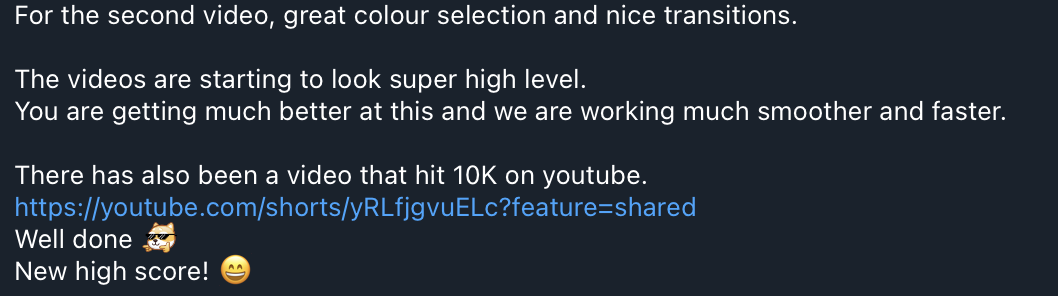 For the second video, great colour selection and nice transitions.
The videos are starting to look super high level.
You are getting much better at this and we are working much smoother and faster.
There has also been a video that hit 10K on youtube.
https://youtube.com/shorts/yRLfjgvuELc?feature=shared
Well done
New high score! 😄